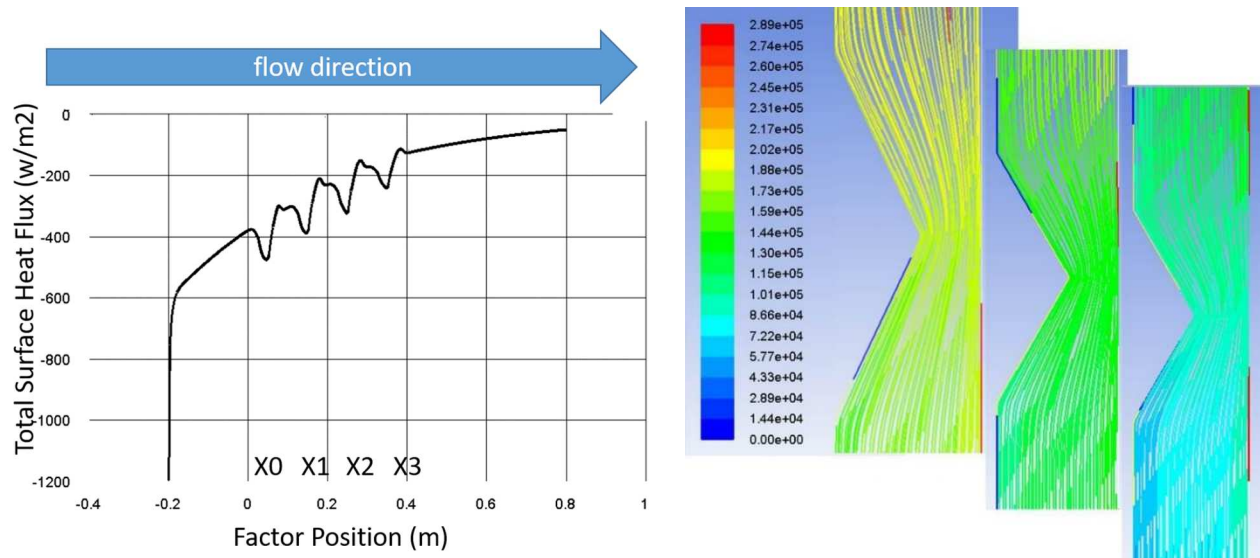 flow direction
Total Surface Heat Flux (w/m2)
0
-200
-400
-600
-800
-1000
-1200
X0 X1 X2 X3
-0.4 -0.2 0 0.2 0.4 0.6 0.8 1
Factor Position (m)
2.89e+05
2.74e+05
2.60e+05
2.45e+05
2.31e+05
2.17e+05
2.02e+05
1.88e+05
1.73e+05
1.59e+05
1.44e+05
1.30e+05
1.15e+05
1.01e+05
8.66e+04
7.22e+04
5.77e+04
4.33e+04
2.89e+04
1.44e+04
0.00e+00